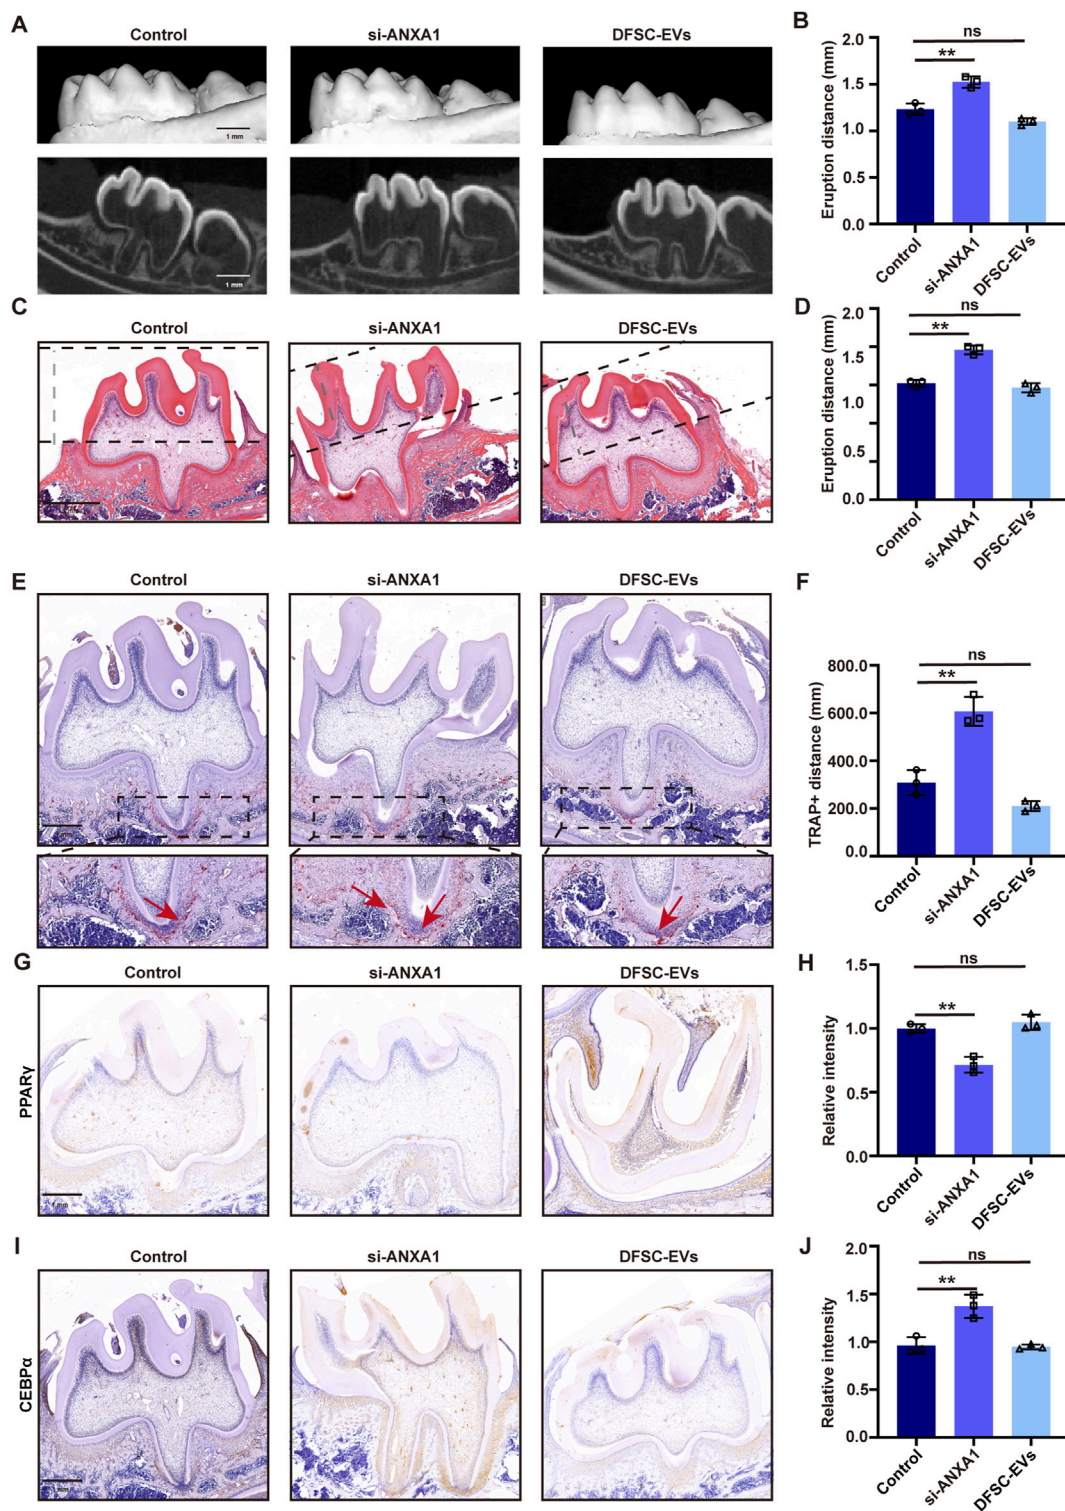 A
Control
si-ANXA1
DFSC-EVs
1 mm
1 mm
B
Eruption distance (mm)
2.0
1.5
1.0
0.5
0.0
ns
**
Control
si-ANXA1
DFSC-EVs
C
Control
si-ANXA1
DFSC-EVs
D
Eruption distance (mm)
2.0
1.5
1.0
0.5
0.0
ns
**
Control
si-ANXA1
DFSC-EVs
E
Control
si-ANXA1
DFSC-EVs
F
TRAP+ distance (mm)
800.0
600.0
400.0
200.0
0.0
ns
**
Control
si-ANXA1
DFSC-EVs
G
Control
si-ANXA1
DFSC-EVs
PPARγ
1 mm
H
Relative intensity
1.5
1.0
0.5
0.0
ns
**
Control
si-ANXA1
DFSC-EVs
I
Control
si-ANXA1
DFSC-EVs
CEBPα
J
Relative intensity
2.0
1.5
1.0
0.5
0.0
ns
**
Control
si-ANXA1
DFSC-EVs